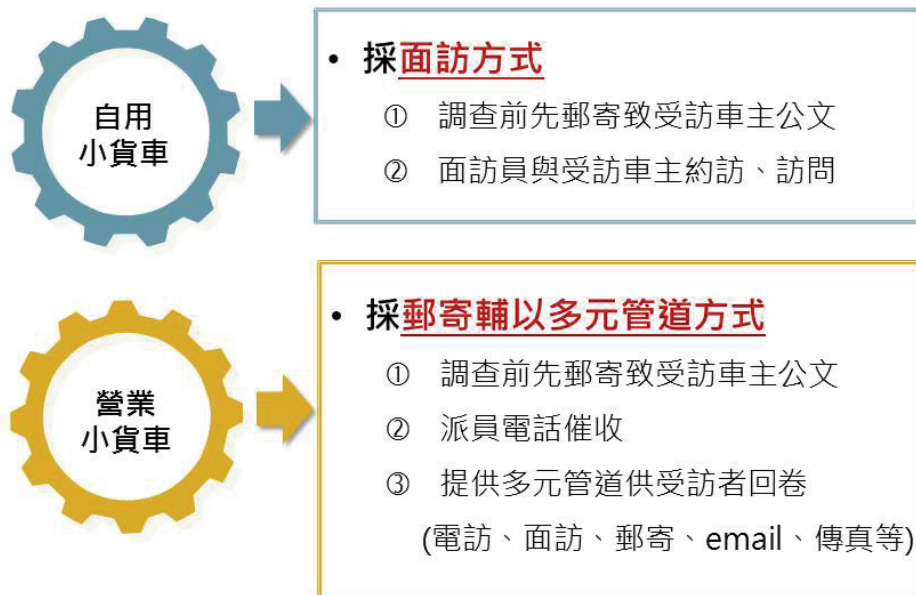 自用
小貨車
• 採面訪方式
① 調查前先郵寄致受訪車主公文
② 面訪員與受訪車主約訪、訪問
營業
小貨車
• 採郵寄輔以多元管道方式
① 調查前先郵寄致受訪車主公文
② 派員電話催收
③ 提供多元管道供受訪者回卷
(電訪、面訪、郵寄、email、傳真等)